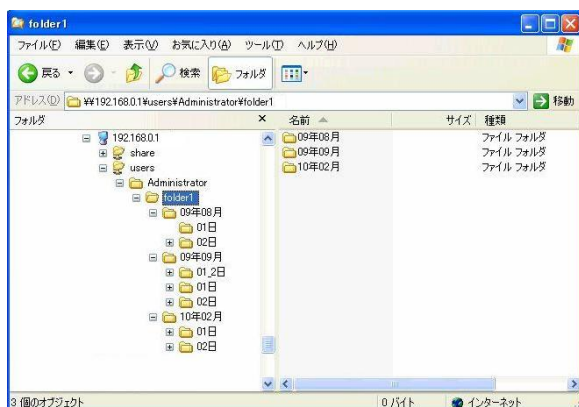 folder1
ファイル(F) 編集(E) 表示(V) お気に入り(A) ツール(T) ヘルプ(H)
戻る 検索 フォルダ
アドレス(D) ¥¥192.168.0.1¥users¥Administrator¥folder1 移動
フォルダ × 名前 サイズ 種類
192.168.0.1
share
users
Administrator
folder1
09年08月
01日
02日
09年09月
01_2日
01日
02日
10年02月
01日
02日
09年08月 ファイル フォルダ
09年09月 ファイル フォルダ
10年02月 ファイル フォルダ
3 個のオブジェクト 0 バイト インターネット